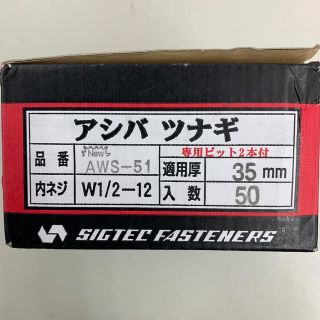 アシバ ツナギ
New 専用ビット2本付
品番 AWS-51 適用厚 35 mm
内ネジ W1/2-12 入数 50
SIGTEC FASTENERS